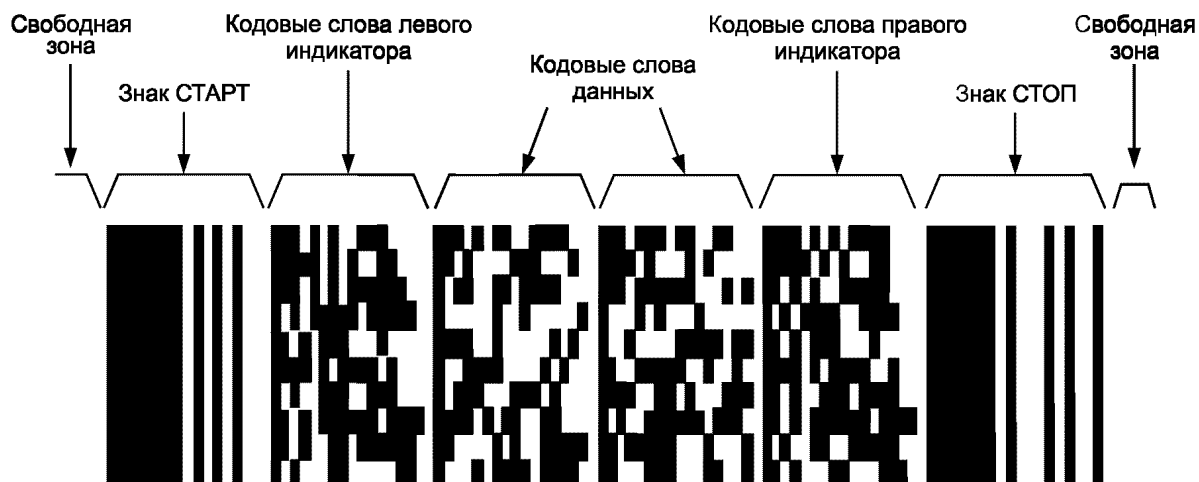 Свободная
зона
Знак СТАРТ
Кодовые слова левого
индикатора
Кодовые слова
данных
Кодовые слова правого
индикатора
Знак СТОП
Свободная
зона